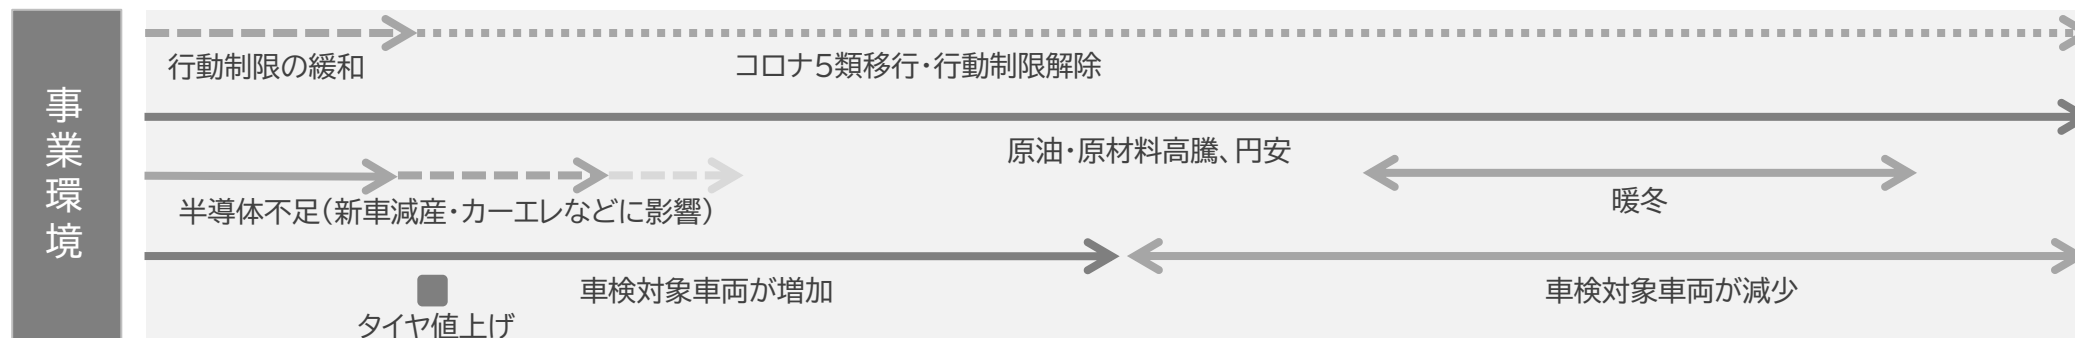 事業環境
行動制限の緩和
コロナ5類移行・行動制限解除
原油・原材料高騰、円安
半導体不足(新車減産・カーエレなどに影響)
暖冬
車検対象車両が増加
車検対象車両が減少
タイヤ値上げ